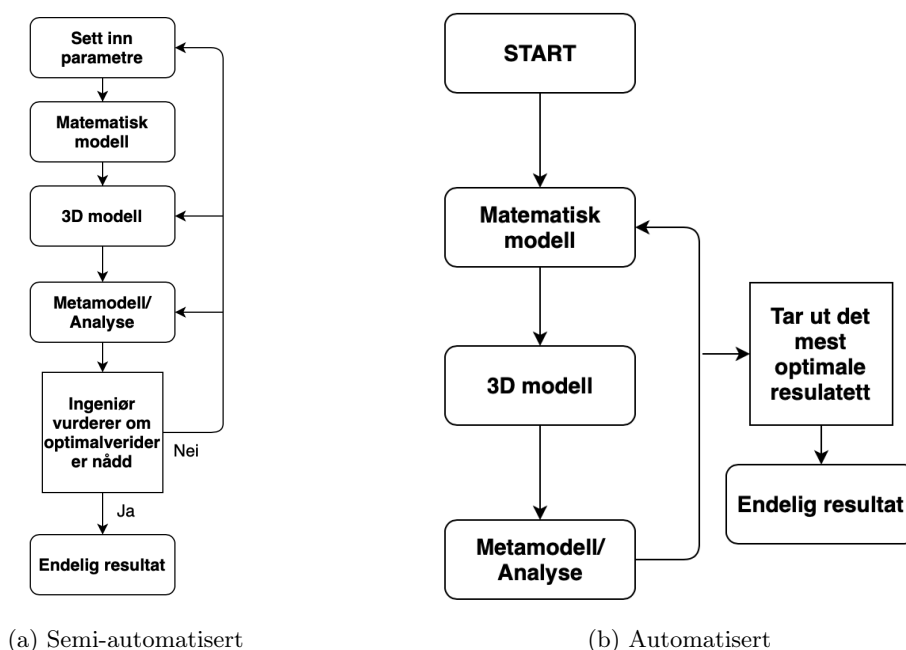 Sett inn
parametre
Matematisk
modell
3D modell
Metamodell/
Analyse
Ingeniør
vurderer om
optimalverider
er nådd
Nei
Ja
Endelig resultat
(a) Semi-automatisert
START
Matematisk
modell
3D modell
Metamodell/
Analyse
Tar ut det
mest
optimale
resulatett
Endelig resultat
(b) Automatisert